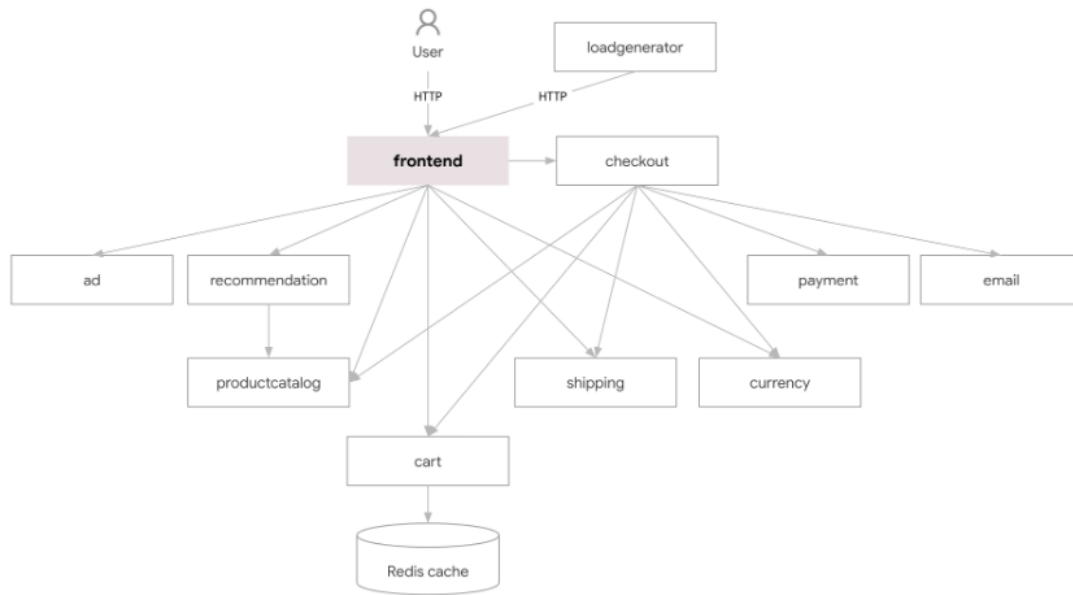 User
loadgenerator
HTTP
HTTP
frontend
checkout
ad
recommendation
payment
email
productcatalog
shipping
currency
cart
Redis cache